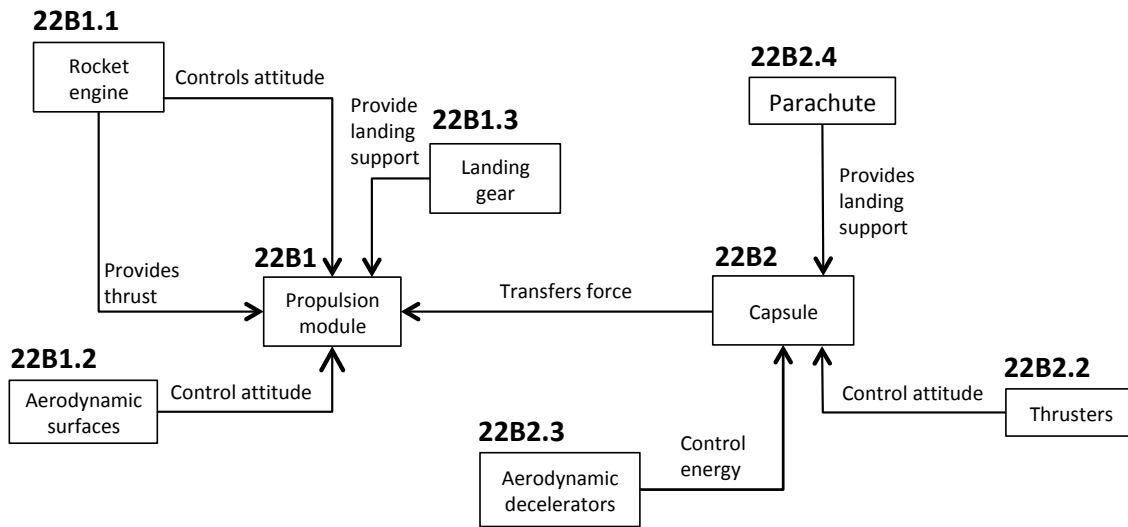 22B1.1
Rocket
engine
Controls attitude
22B2.4
Parachute
Provide
landing
support
22B1.3
Landing
gear
Provides
landing
support
22B1
Propulsion
module
Provides
thrust
Transfers force
22B2
Capsule
22B1.2
Aerodynamic
surfaces
Control attitude
22B2.3
Aerodynamic
decelerators
Control
energy
Control attitude
22B2.2
Thrusters